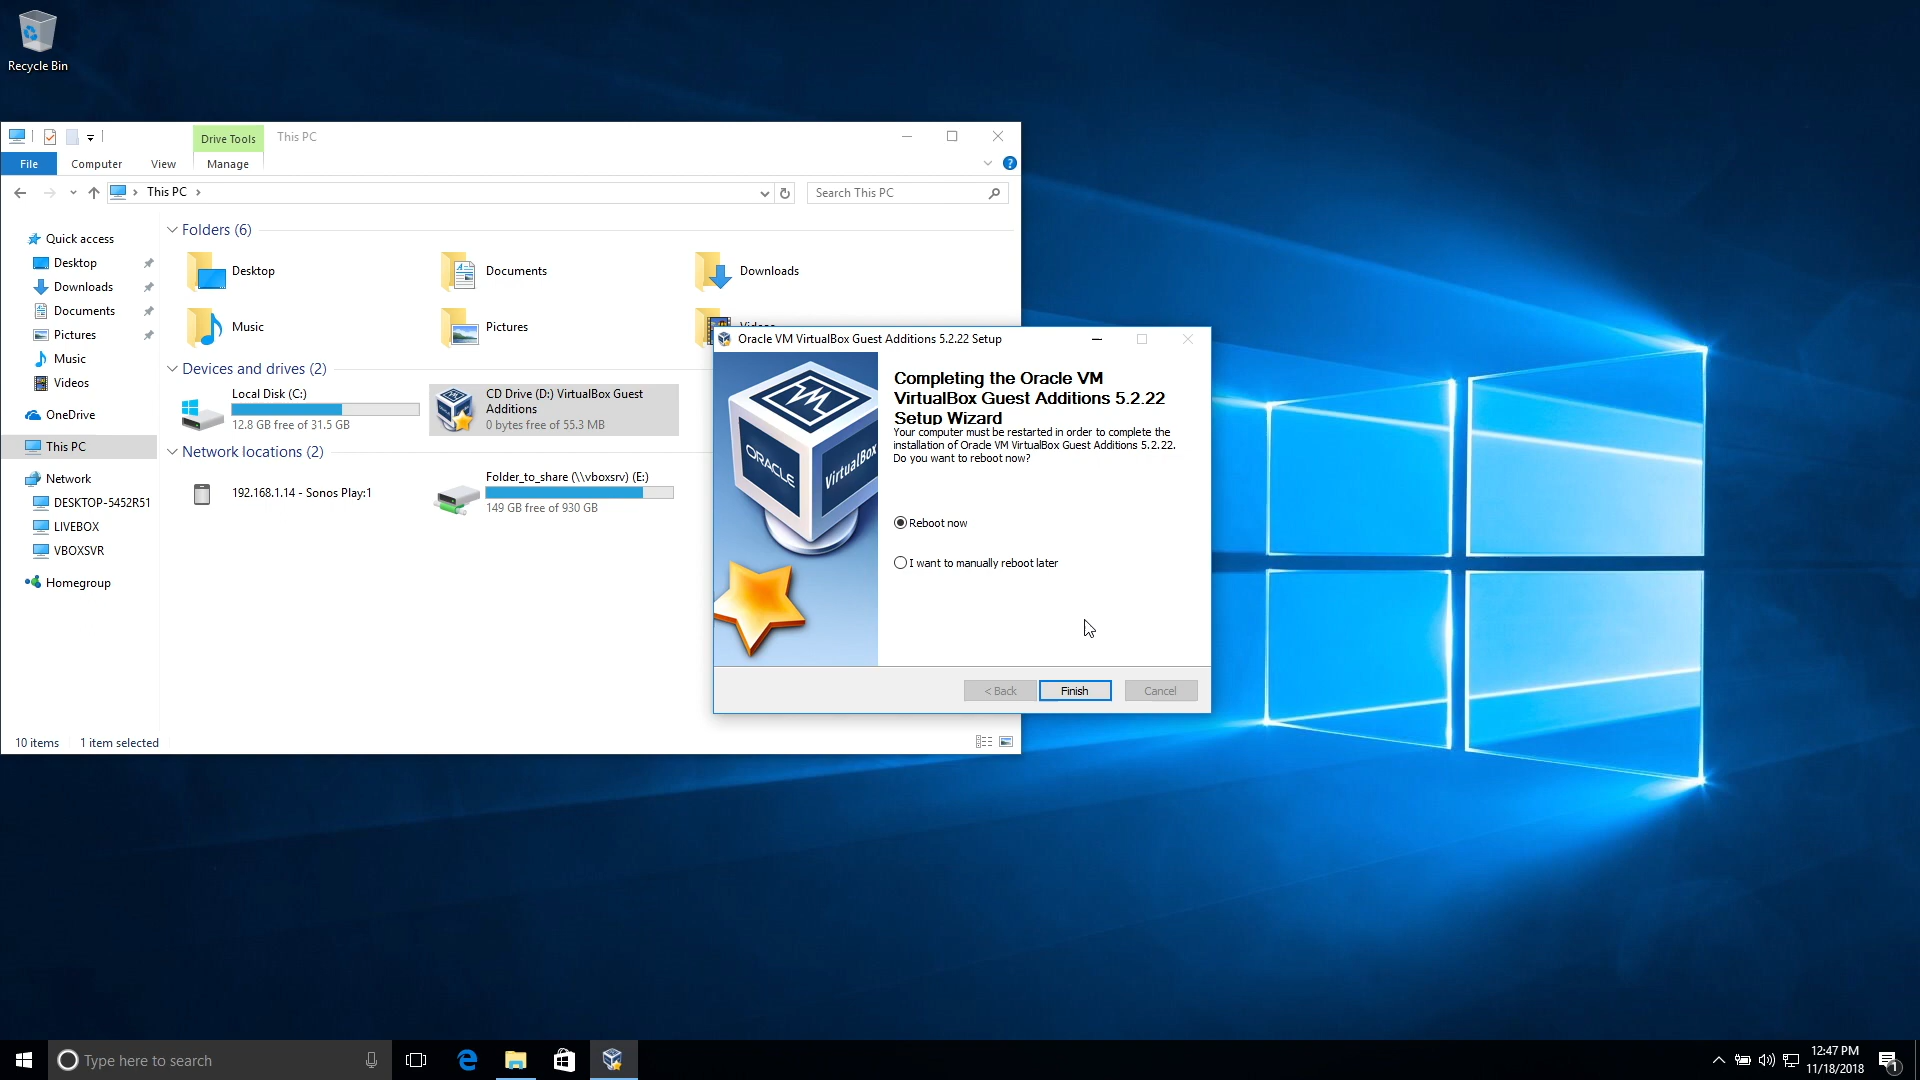 Recycle Bin
Drive Tools
This PC
File
Computer
View
Manage
This PC
Search This PC
Quick access
Desktop
Downloads
Documents
Pictures
Music
Videos
OneDrive
This PC
Network
DESKTOP-5452R51
LIVEBOX
VBOXSVR
Homegroup
Folders (6)
Desktop
Documents
Downloads
Music
Pictures
Videos
Devices and drives (2)
Local Disk (C:)
12.8 GB free of 31.5 GB
CD Drive (D:) VirtualBox Guest
Additions
0 bytes free of 55.3 MB
Network locations (2)
192.168.1.14 - Sonos Play:1
Folder_to_share (\\vboxsrv) (E:)
149 GB free of 930 GB
10 items
1 item selected
Oracle VM VirtualBox Guest Additions 5.2.22 Setup
ORACLE
VirtualBox
Completing the Oracle VM
VirtualBox Guest Additions 5.2.22
Setup Wizard
Your computer must be restarted in order to complete the
installation of Oracle VM VirtualBox Guest Additions 5.2.22.
Do you want to reboot now?
Reboot now
I want to manually reboot later
< Back
Finish
Cancel
Type here to search
12:47 PM
11/18/2018
1